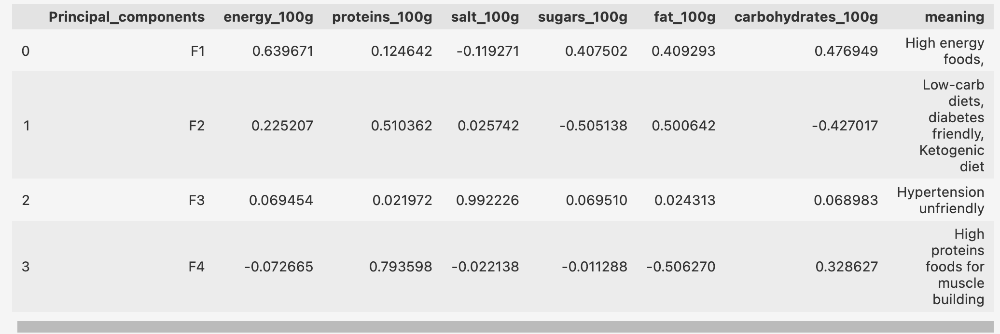 Principal_components energy_100g proteins_100g salt_100g sugars_100g fat_100g carbohydrates_100g meaning
0 F1 0.639671 0.124642 -0.119271 0.407502 0.409293 0.476949 High energy
foods,
1 F2 0.225207 0.510362 0.025742 -0.505138 0.500642 -0.427017 Low-carb
diets,
diabetes
friendly,
Ketogenic
diet
2 F3 0.069454 0.021972 0.992226 0.069510 0.024313 0.068983 Hypertension
unfriendly
3 F4 -0.072665 0.793598 -0.022138 -0.011288 -0.506270 0.328627 High
proteins
foods for
muscle
building